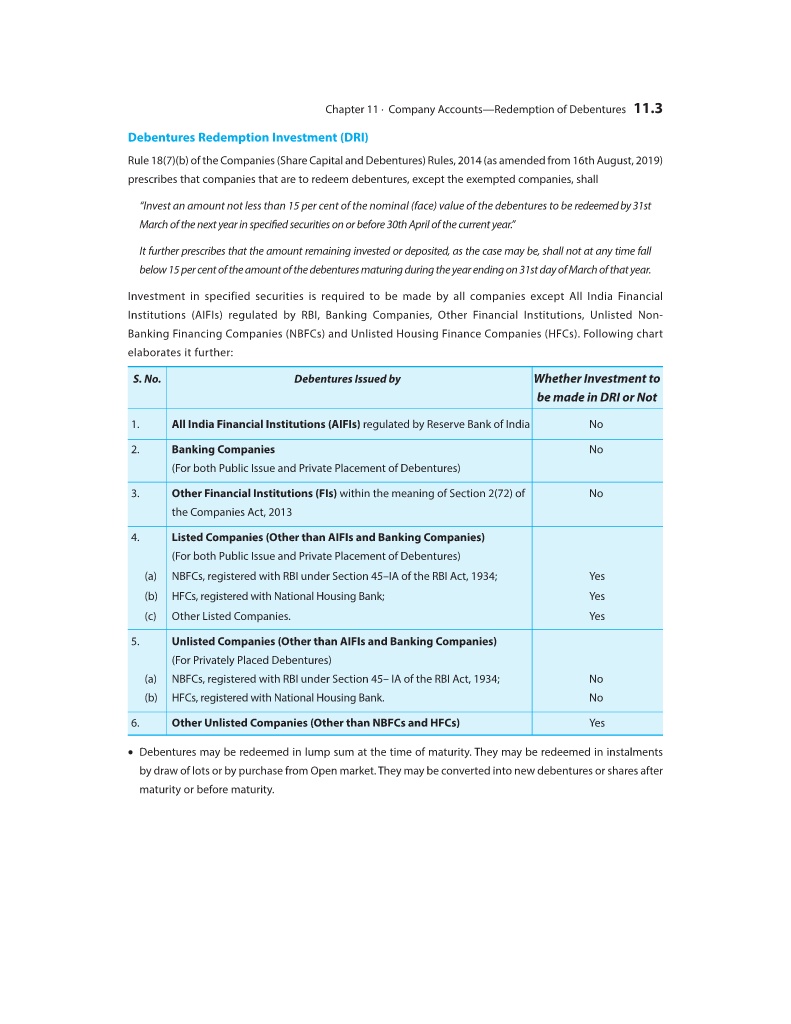 Chapter 11 · Company Accounts—Redemption of Debentures 11.3
Debentures Redemption Investment (DRI)
Rule 18(7)(b) of the Companies (Share Capital and Debentures) Rules, 2014 (as amended from 16th August, 2019)
prescribes that companies that are to redeem debentures, except the exempted companies, shall
“Invest an amount not less than 15 per cent of the nominal (face) value of the debentures to be redeemed by 31st
March of the next year in specified securities on or before 30th April of the current year.”
It further prescribes that the amount remaining invested or deposited, as the case may be, shall not at any time fall
below 15 per cent of the amount of the debentures maturing during the year ending on 31st day of March of that year.
Investment in specified securities is required to be made by all companies except All India Financial
Institutions (AIFIs) regulated by RBI, Banking Companies, Other Financial Institutions, Unlisted Non-
Banking Financing Companies (NBFCs) and Unlisted Housing Finance Companies (HFCs). Following chart
elaborates it further:
S. No. Debentures Issued by Whether Investment to
be made in DRI or Not
1. All India Financial Institutions (AIFIs) regulated by Reserve Bank of India No
2. Banking Companies No
(For both Public Issue and Private Placement of Debentures)
3. Other Financial Institutions (FIs) within the meaning of Section 2(72) of No
the Companies Act, 2013
4. Listed Companies (Other than AIFIs and Banking Companies)
(For both Public Issue and Private Placement of Debentures)
(a) NBFCs, registered with RBI under Section 45–IA of the RBI Act, 1934; Yes
(b) HFCs, registered with National Housing Bank; Yes
(c) Other Listed Companies. Yes
5. Unlisted Companies (Other than AIFIs and Banking Companies)
(For Privately Placed Debentures)
(a) NBFCs, registered with RBI under Section 45– IA of the RBI Act, 1934; No
(b) HFCs, registered with National Housing Bank. No
6. Other Unlisted Companies (Other than NBFCs and HFCs) Yes
• Debentures may be redeemed in lump sum at the time of maturity. They may be redeemed in instalments
by draw of lots or by purchase from Open market. They may be converted into new debentures or shares after
maturity or before maturity.